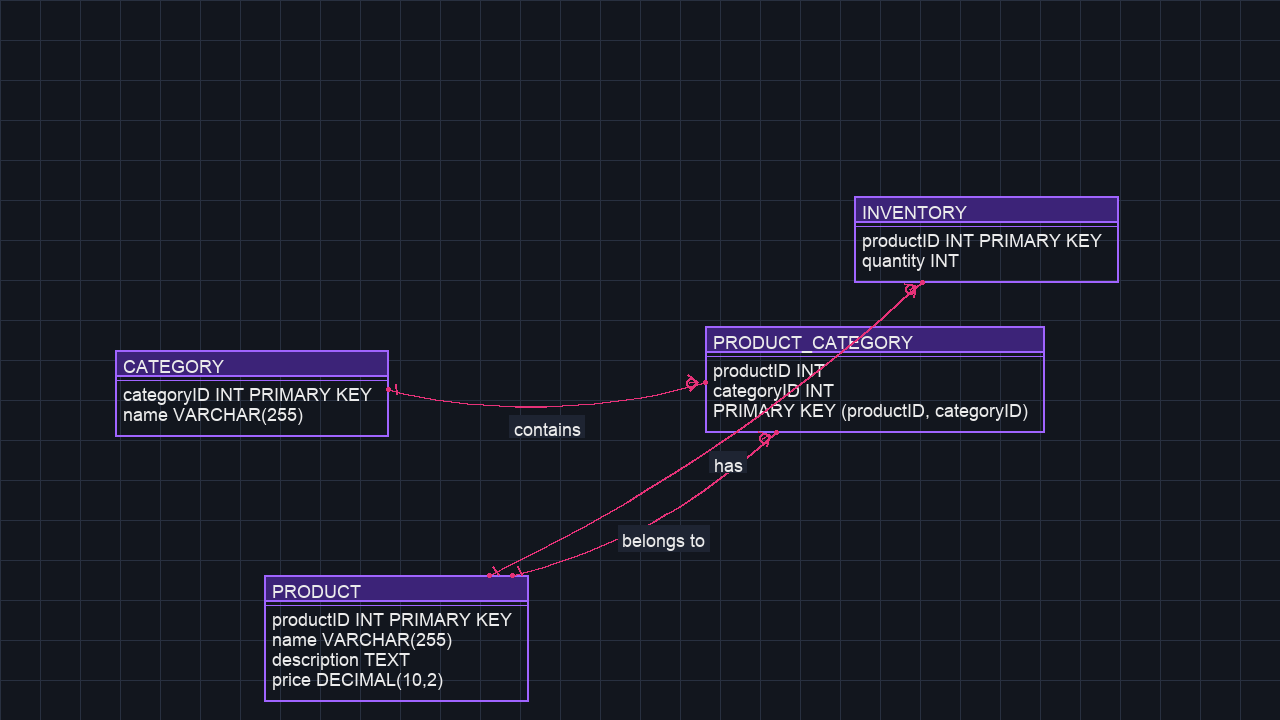 INVENTORY
productID INT PRIMARY KEY
quantity INT
PRODUCT_CATEGORY
productID INT
categoryID INT
PRIMARY KEY (productID, categoryID)
CATEGORY
categoryID INT PRIMARY KEY
name VARCHAR(255)
contains
has
belongs to
PRODUCT
productID INT PRIMARY KEY
name VARCHAR(255)
description TEXT
price DECIMAL(10,2)